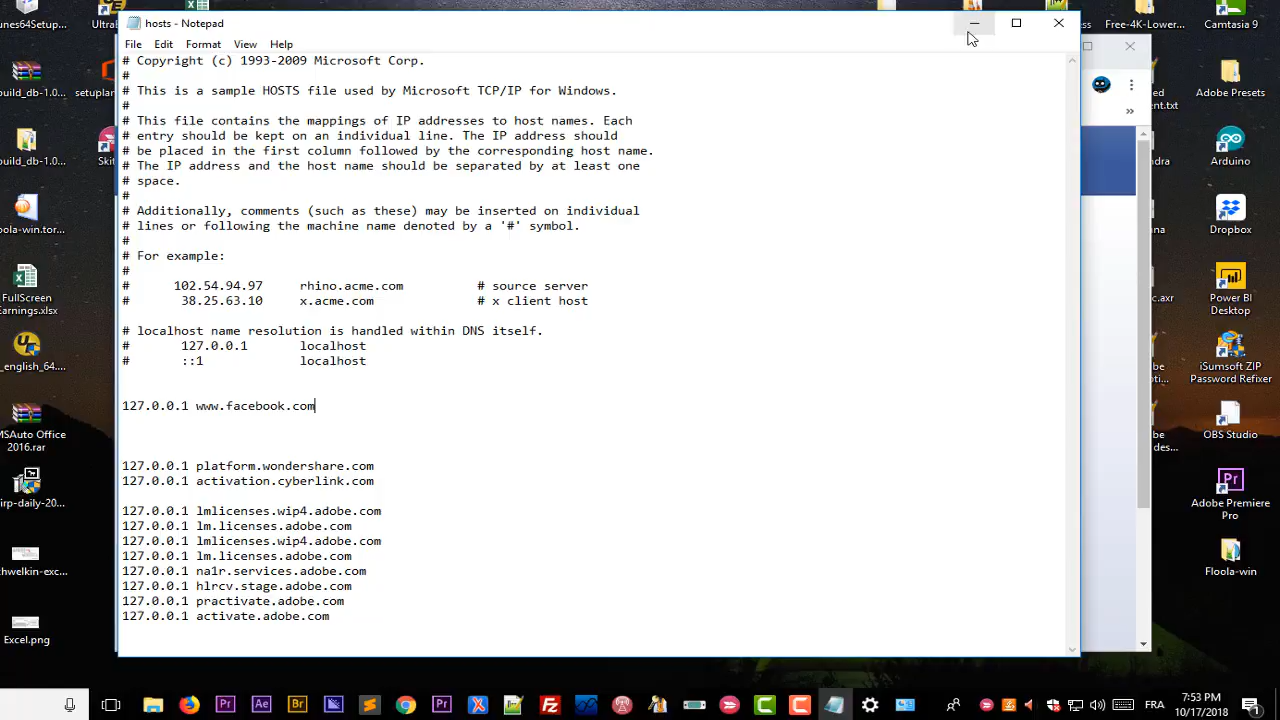 hosts - Notepad
File Edit Format View Help
# Copyright (c) 1993-2009 Microsoft Corp.
#
# This is a sample HOSTS file used by Microsoft TCP/IP for Windows.
#
# This file contains the mappings of IP addresses to host names. Each
# entry should be kept on an individual line. The IP address should
# be placed in the first column followed by the corresponding host name.
# The IP address and the host name should be separated by at least one
# space.
#
# Additionally, comments (such as these) may be inserted on individual
# lines or following the machine name denoted by a '#' symbol.
#
# For example:
#
#      102.54.94.97     rhino.acme.com          # source server
#       38.25.63.10     x.acme.com              # x client host

# localhost name resolution is handled within DNS itself.
#       127.0.0.1       localhost
#       ::1             localhost

127.0.0.1 www.facebook.com

127.0.0.1 platform.wondershare.com
127.0.0.1 activation.cyberlink.com

127.0.0.1 lmlicenses.wip4.adobe.com
127.0.0.1 lm.licenses.adobe.com
127.0.0.1 lmlicenses.wip4.adobe.com
127.0.0.1 lm.licenses.adobe.com
127.0.0.1 na1r.services.adobe.com
127.0.0.1 hlrcv.stage.adobe.com
127.0.0.1 practivate.adobe.com
127.0.0.1 activate.adobe.com
Free-4K-Lower...
Camtasia 9
Adobe Presets
Arduino
Dropbox
Power BI
Desktop
iSumsoft ZIP
Password Refixer
OBS Studio
Adobe Premiere
Pro
Floola-win
FullScreen
Excel.png
MSAuto Office
2016.rar
FRA
7:53 PM
10/17/2018